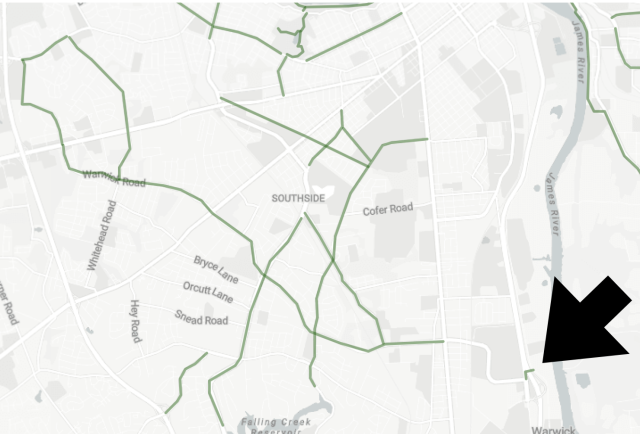 James River
Warwick Road
James River
SOUTHSIDE
Cofer Road
Whitehead Road
Bryce Lane
Orcutt Lane
Hey Road
Snead Road
Falling Creek
Reservoir
Warwick